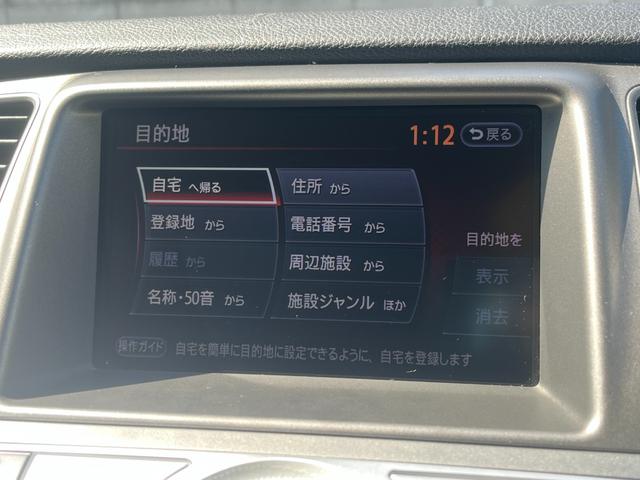 目的地
1:12 戻る
自宅 へ帰る
住所 から
登録地 から
電話番号 から
履歴 から
周辺施設 から
名称・50音 から
施設ジャンル ほか
目的地を
表示
消去
操作ガイド 自宅を簡単に目的地に設定できるように、自宅を登録します